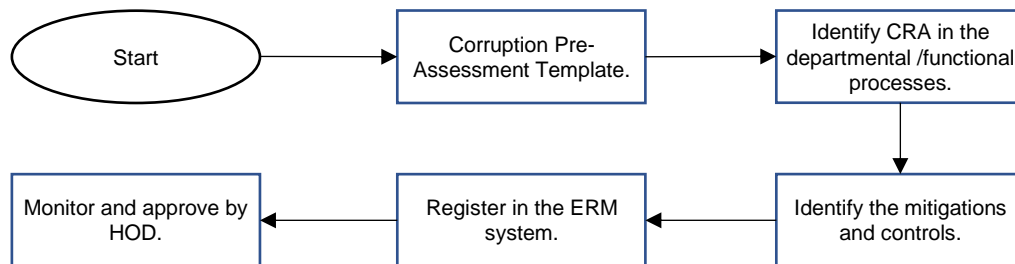 Start
Corruption Pre-
Assessment Template.
Identify CRA in the
departmental /functional
processes.
Identify the mitigations
and controls.
Register in the ERM
system.
Monitor and approve by
HOD.